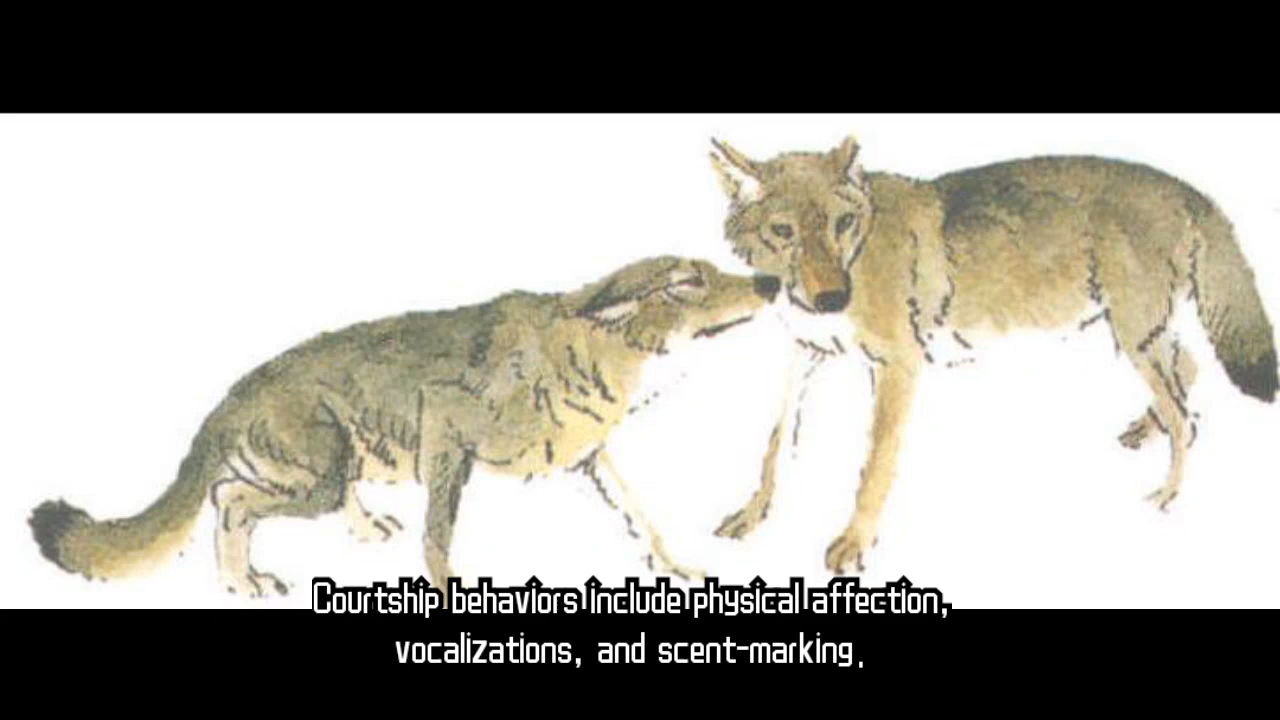 Courtship behaviors include physical affection,
vocalizations, and scent-marking.